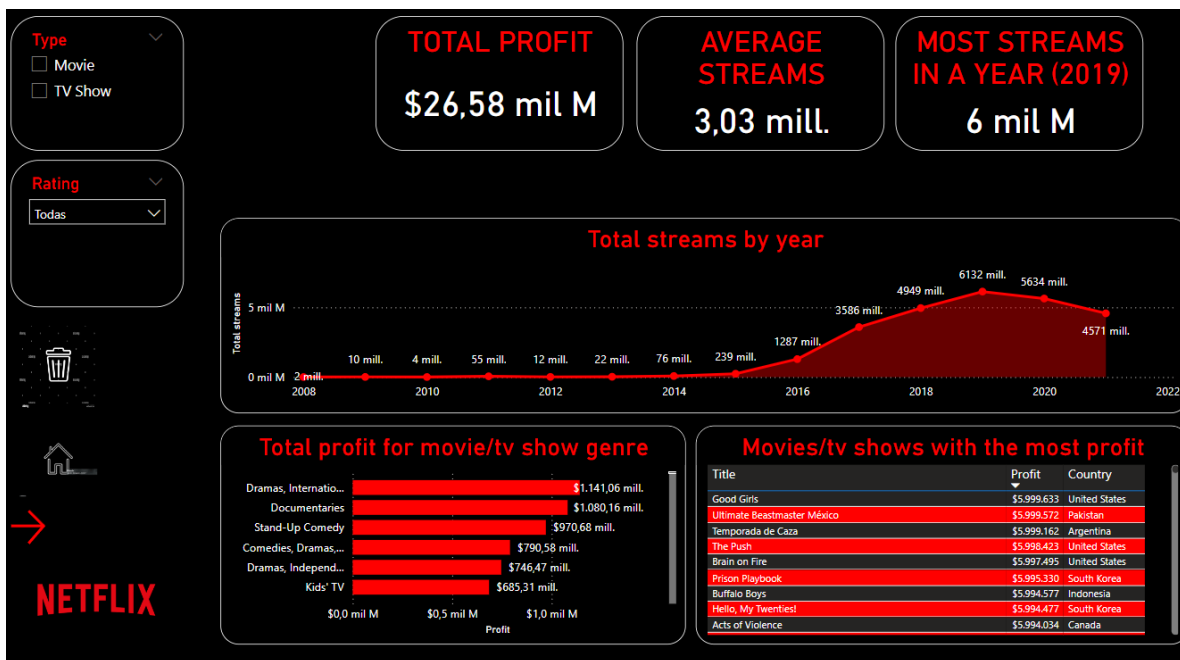 Type
Movie
TV Show
TOTAL PROFIT
$26,58 mil M
AVERAGE
STREAMS
3,03 mill.
MOST STREAMS
IN A YEAR (2019)
6 mil M
Rating
Todas
Total streams by year
Total streams
5 mil M
0 mil M
2 mill.
10 mill.
4 mill.
55 mill.
12 mill.
22 mill.
76 mill.
239 mill.
1287 mill.
3586 mill.
4949 mill.
6132 mill.
5634 mill.
4571 mill.
2008 2010 2012 2014 2016 2018 2020 2022
Total profit for movie/tv show genre
Dramas, Internatio... $1.141,06 mill.
Documentaries $1.080,16 mill.
Stand-Up Comedy $970,68 mill.
Comedies, Dramas,... $790,58 mill.
Dramas, Independ... $746,47 mill.
Kids' TV $685,31 mill.
$0,0 mil M $0,5 mil M $1,0 mil M
Profit
Movies/tv shows with the most profit
Title Profit Country
Good Girls $5.999.633 United States
Ultimate Beastmaster México $5.999.572 Pakistan
Temporada de Caza $5.999.162 Argentina
The Push $5.998.423 United States
Brain on Fire $5.997.495 United States
Prison Playbook $5.995.330 South Korea
Buffalo Boys $5.994.577 Indonesia
Hello, My Twenties! $5.994.477 South Korea
Acts of Violence $5.994.034 Canada
NETFLIX